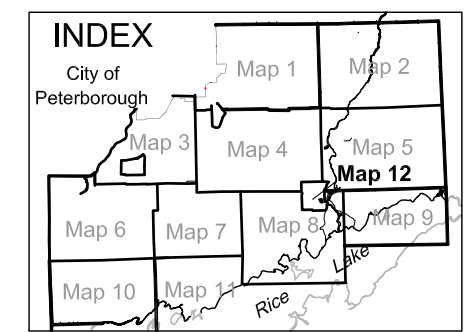 INDEX
City of
Peterborough
Map 1
Map 2
Map 3
Map 4
Map 5
Map 12
Map 6
Map 7
Map 8
Map 9
Map 10
Map 11
Rice Lake